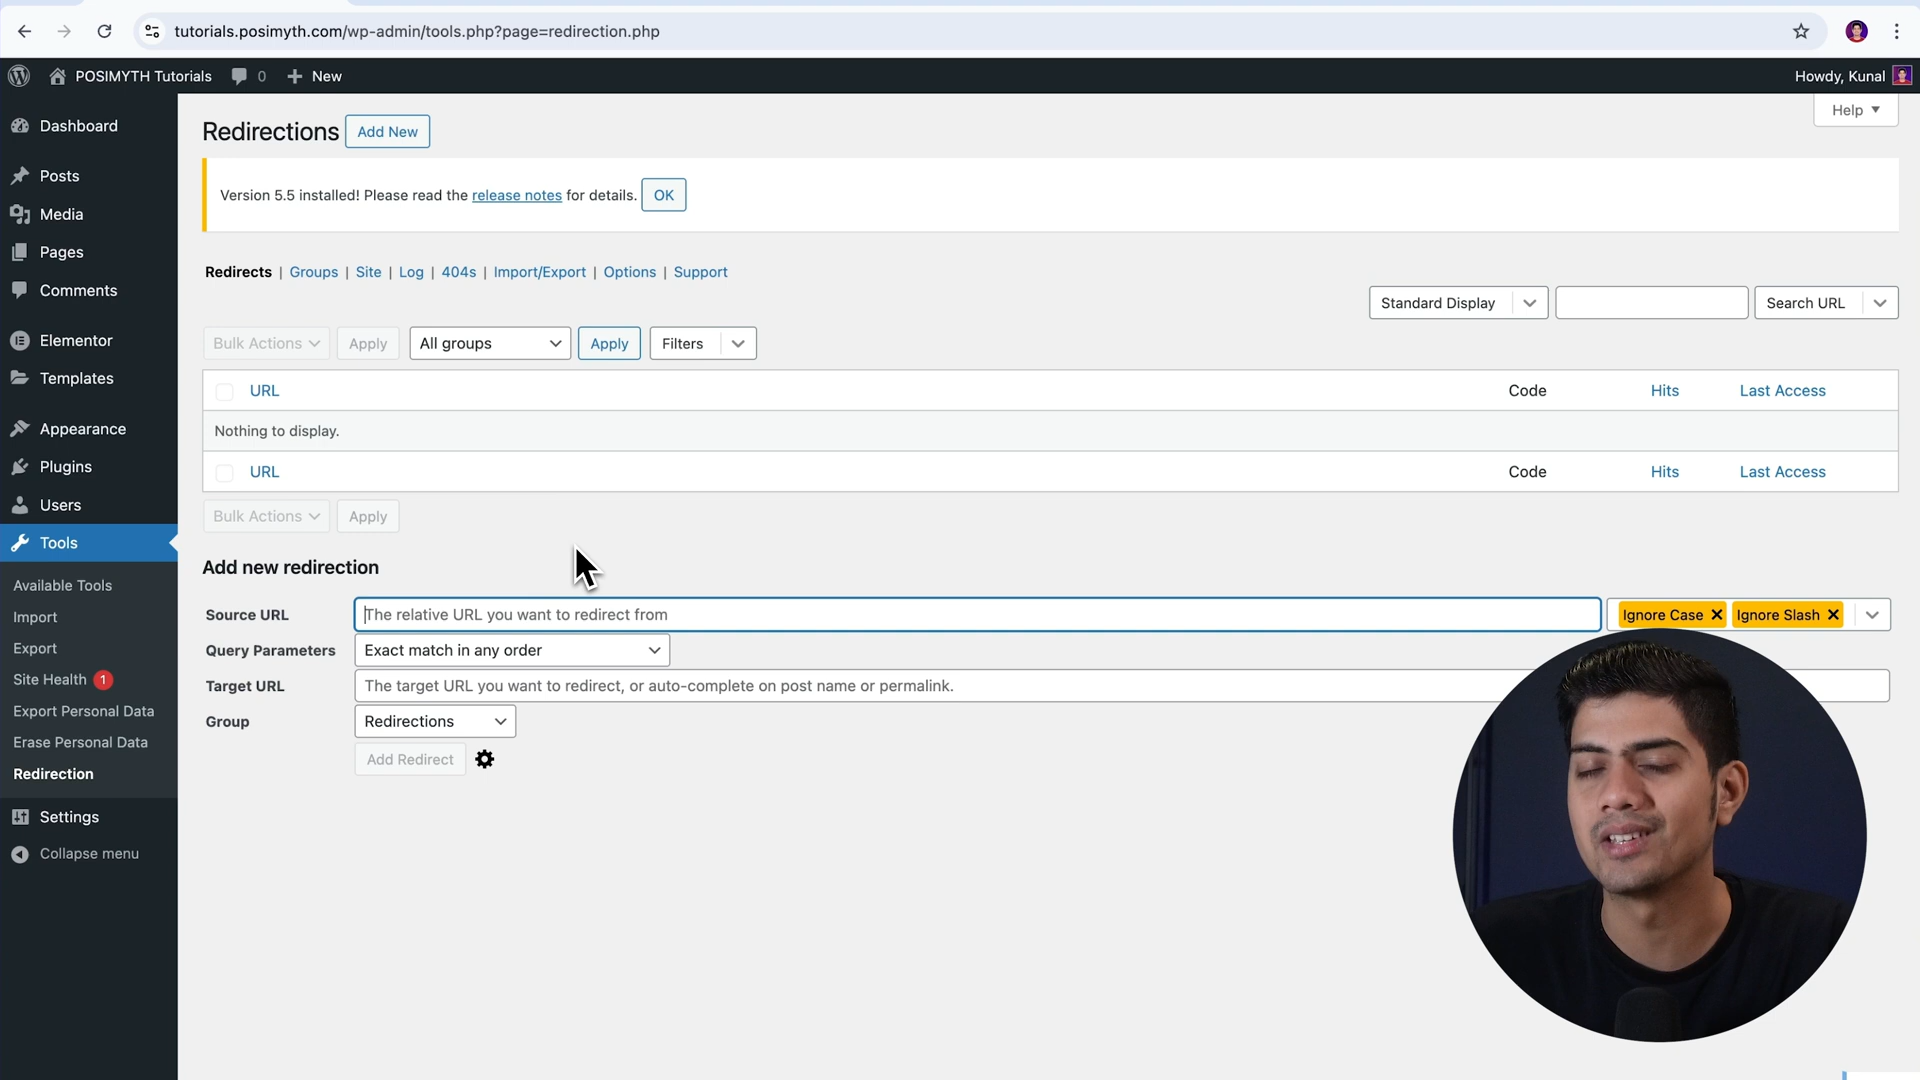 tutorials.posimyth.com/wp-admin/tools.php?page=redirection.php
POSIMYTH Tutorials 0 New Howdy, Kunal
Help
Dashboard
Posts
Media
Pages
Comments
Elementor
Templates
Appearance
Plugins
Users
Tools
Available Tools
Import
Export
Site Health 1
Export Personal Data
Erase Personal Data
Redirection
Settings
Collapse menu
Redirections Add New
Version 5.5 installed! Please read the release notes for details. OK
Redirects | Groups | Site | Log | 404s | Import/Export | Options | Support
Standard Display Search URL
Bulk Actions Apply All groups Apply Filters
URL Code Hits Last Access
Nothing to display.
URL Code Hits Last Access
Bulk Actions Apply
Add new redirection
Source URL The relative URL you want to redirect from Ignore Case Ignore Slash
Query Parameters Exact match in any order
Target URL The target URL you want to redirect, or auto-complete on post name or permalink.
Group Redirections
Add Redirect